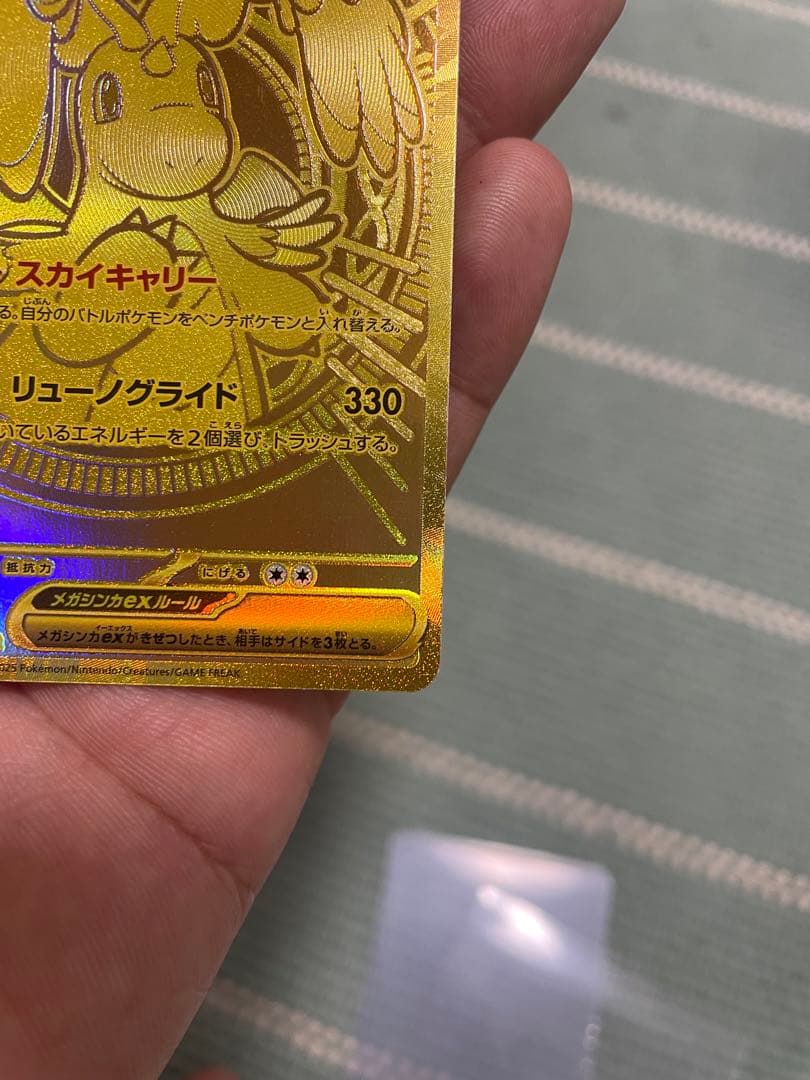 スカイキャリー
る。自分のバトルポケモンをベンチポケモンと入れ替える。
リューノグライド 330
いているエネルギーを2個選び、トラッシュする。
抵抗力 にげる
メガシンカexルール
メガシンカexがきぜつしたとき、相手はサイドを3枚とる。
025 Pokémon/Nintendo/Creatures/GAME FREAK